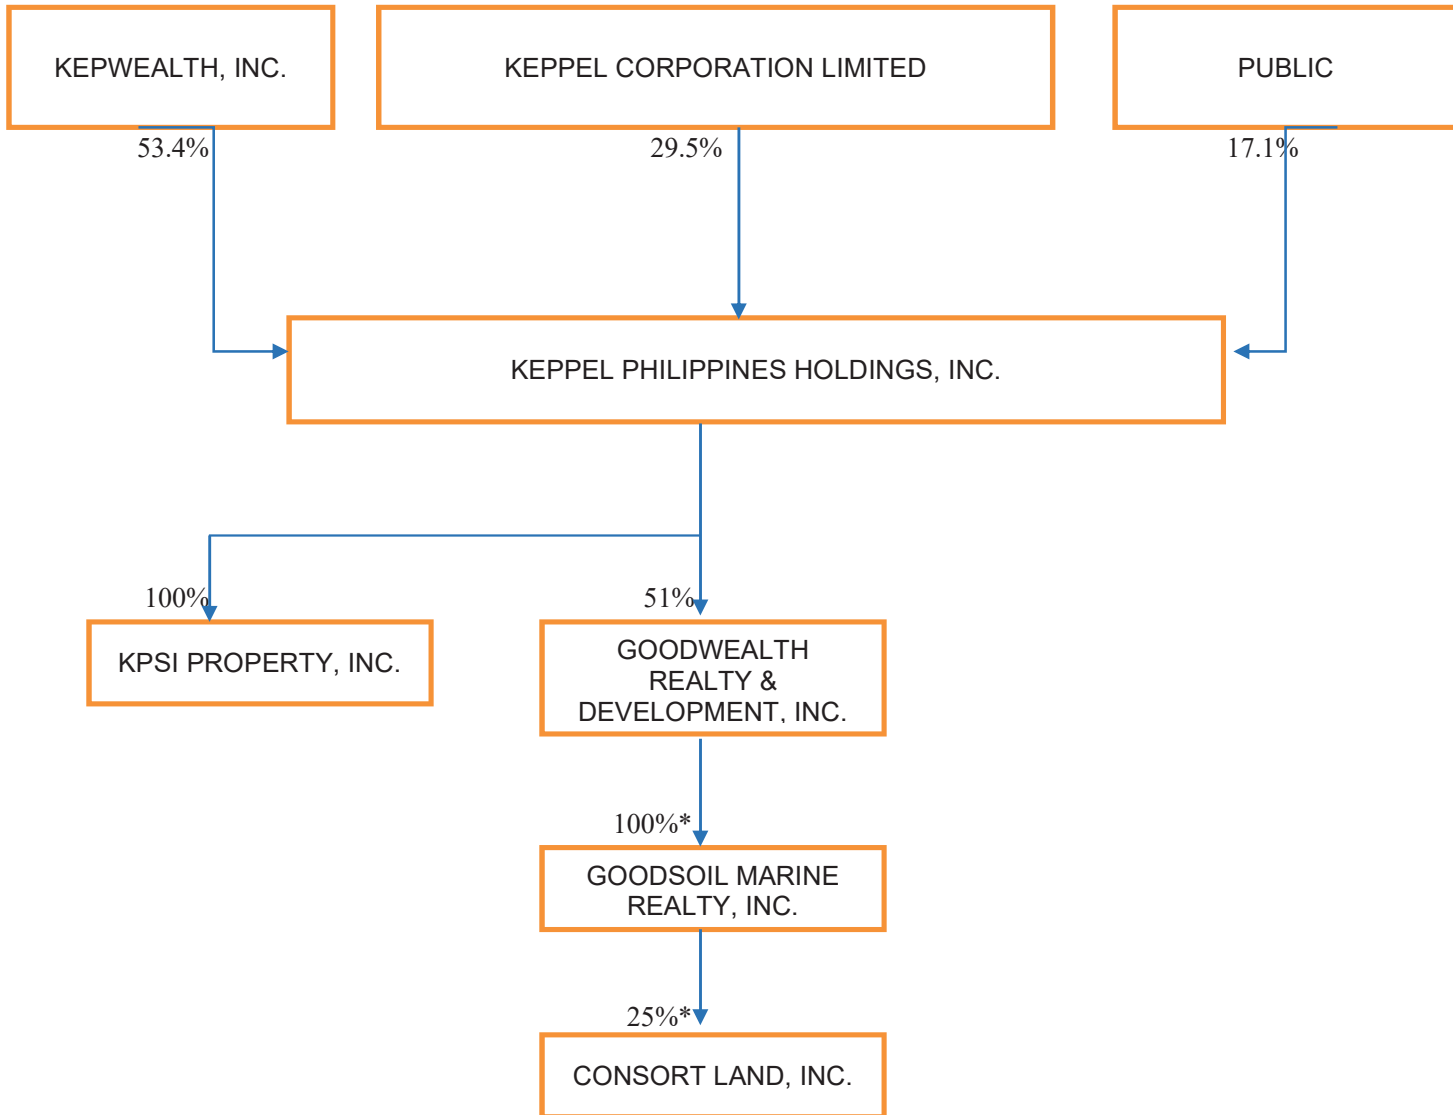 KEPWEALTH, INC.
KEPPEL CORPORATION LIMITED
PUBLIC
53.4%
29.5%
17.1%
KEPPEL PHILIPPINES HOLDINGS, INC.
100%
51%
KPSI PROPERTY, INC.
GOODWEALTH
REALTY &
DEVELOPMENT, INC.
100%*
GOODSOIL MARINE
REALTY, INC.
25%*
CONSORT LAND, INC.